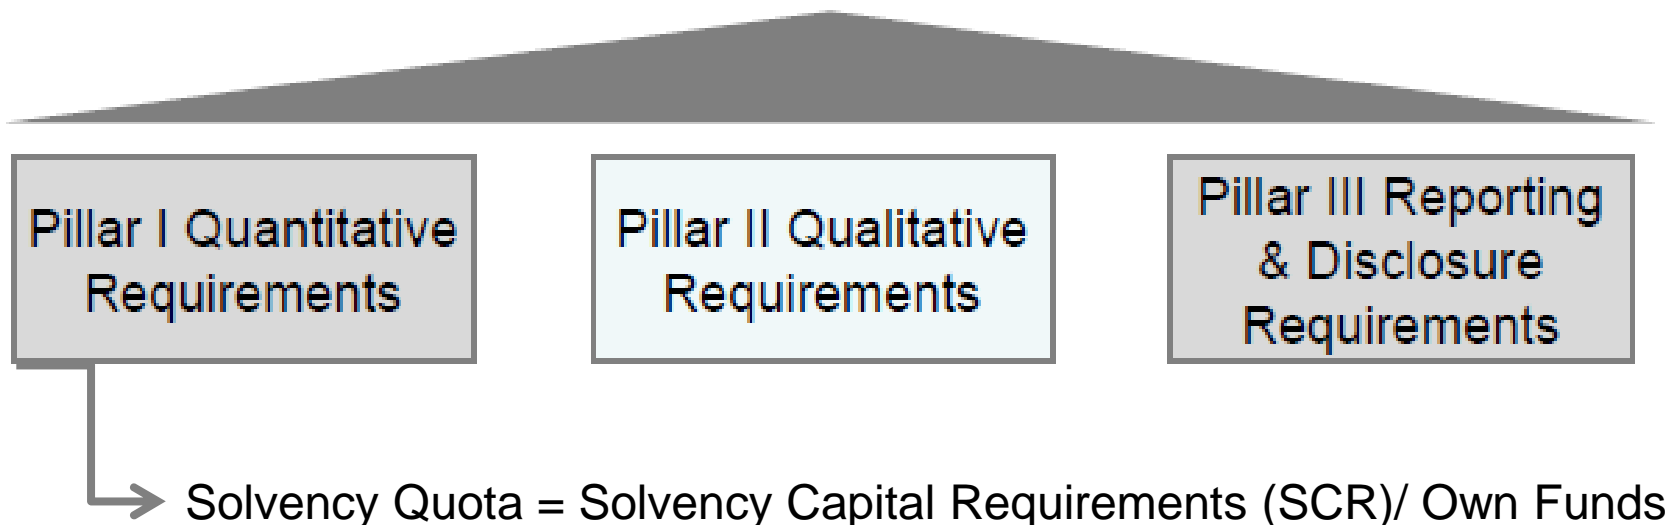 Pillar I Quantitative
Requirements
Pillar II Qualitative
Requirements
Pillar III Reporting
& Disclosure
Requirements
Solvency Quota = Solvency Capital Requirements (SCR)/ Own Funds